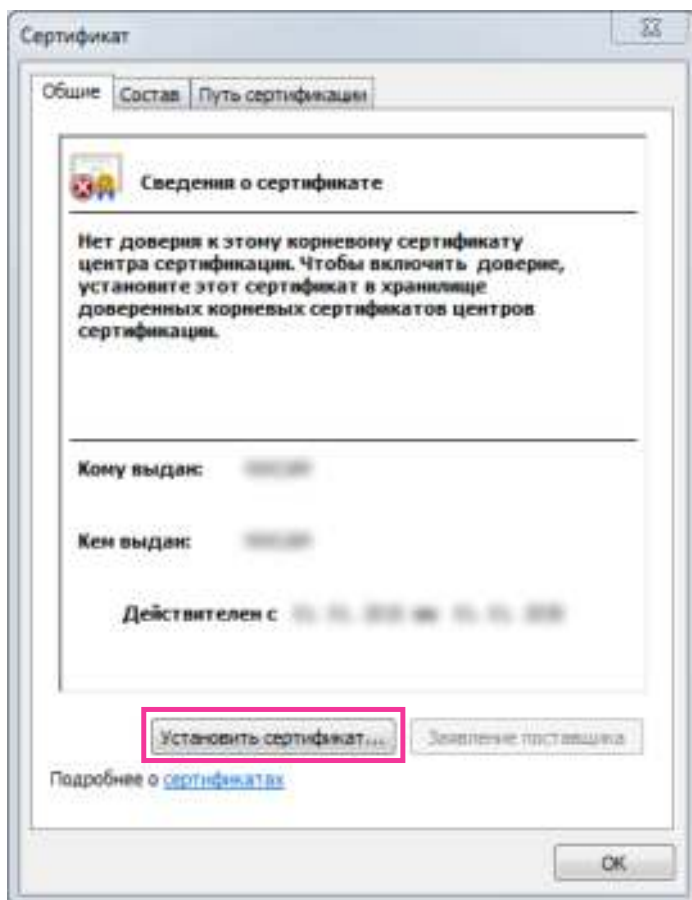 Сертификат
Общие Состав Путь сертификации
Сведения о сертификате
Нет доверия к этому корневому сертификату
центра сертификации. Чтобы включить доверие,
установите этот сертификат в хранилище
доверенных корневых сертификатов центров
сертификации.
Кому выдан:
Кем выдан:
Действителен с
Установить сертификат... Заявление поставщика
Подробнее о сертификатах
ОК